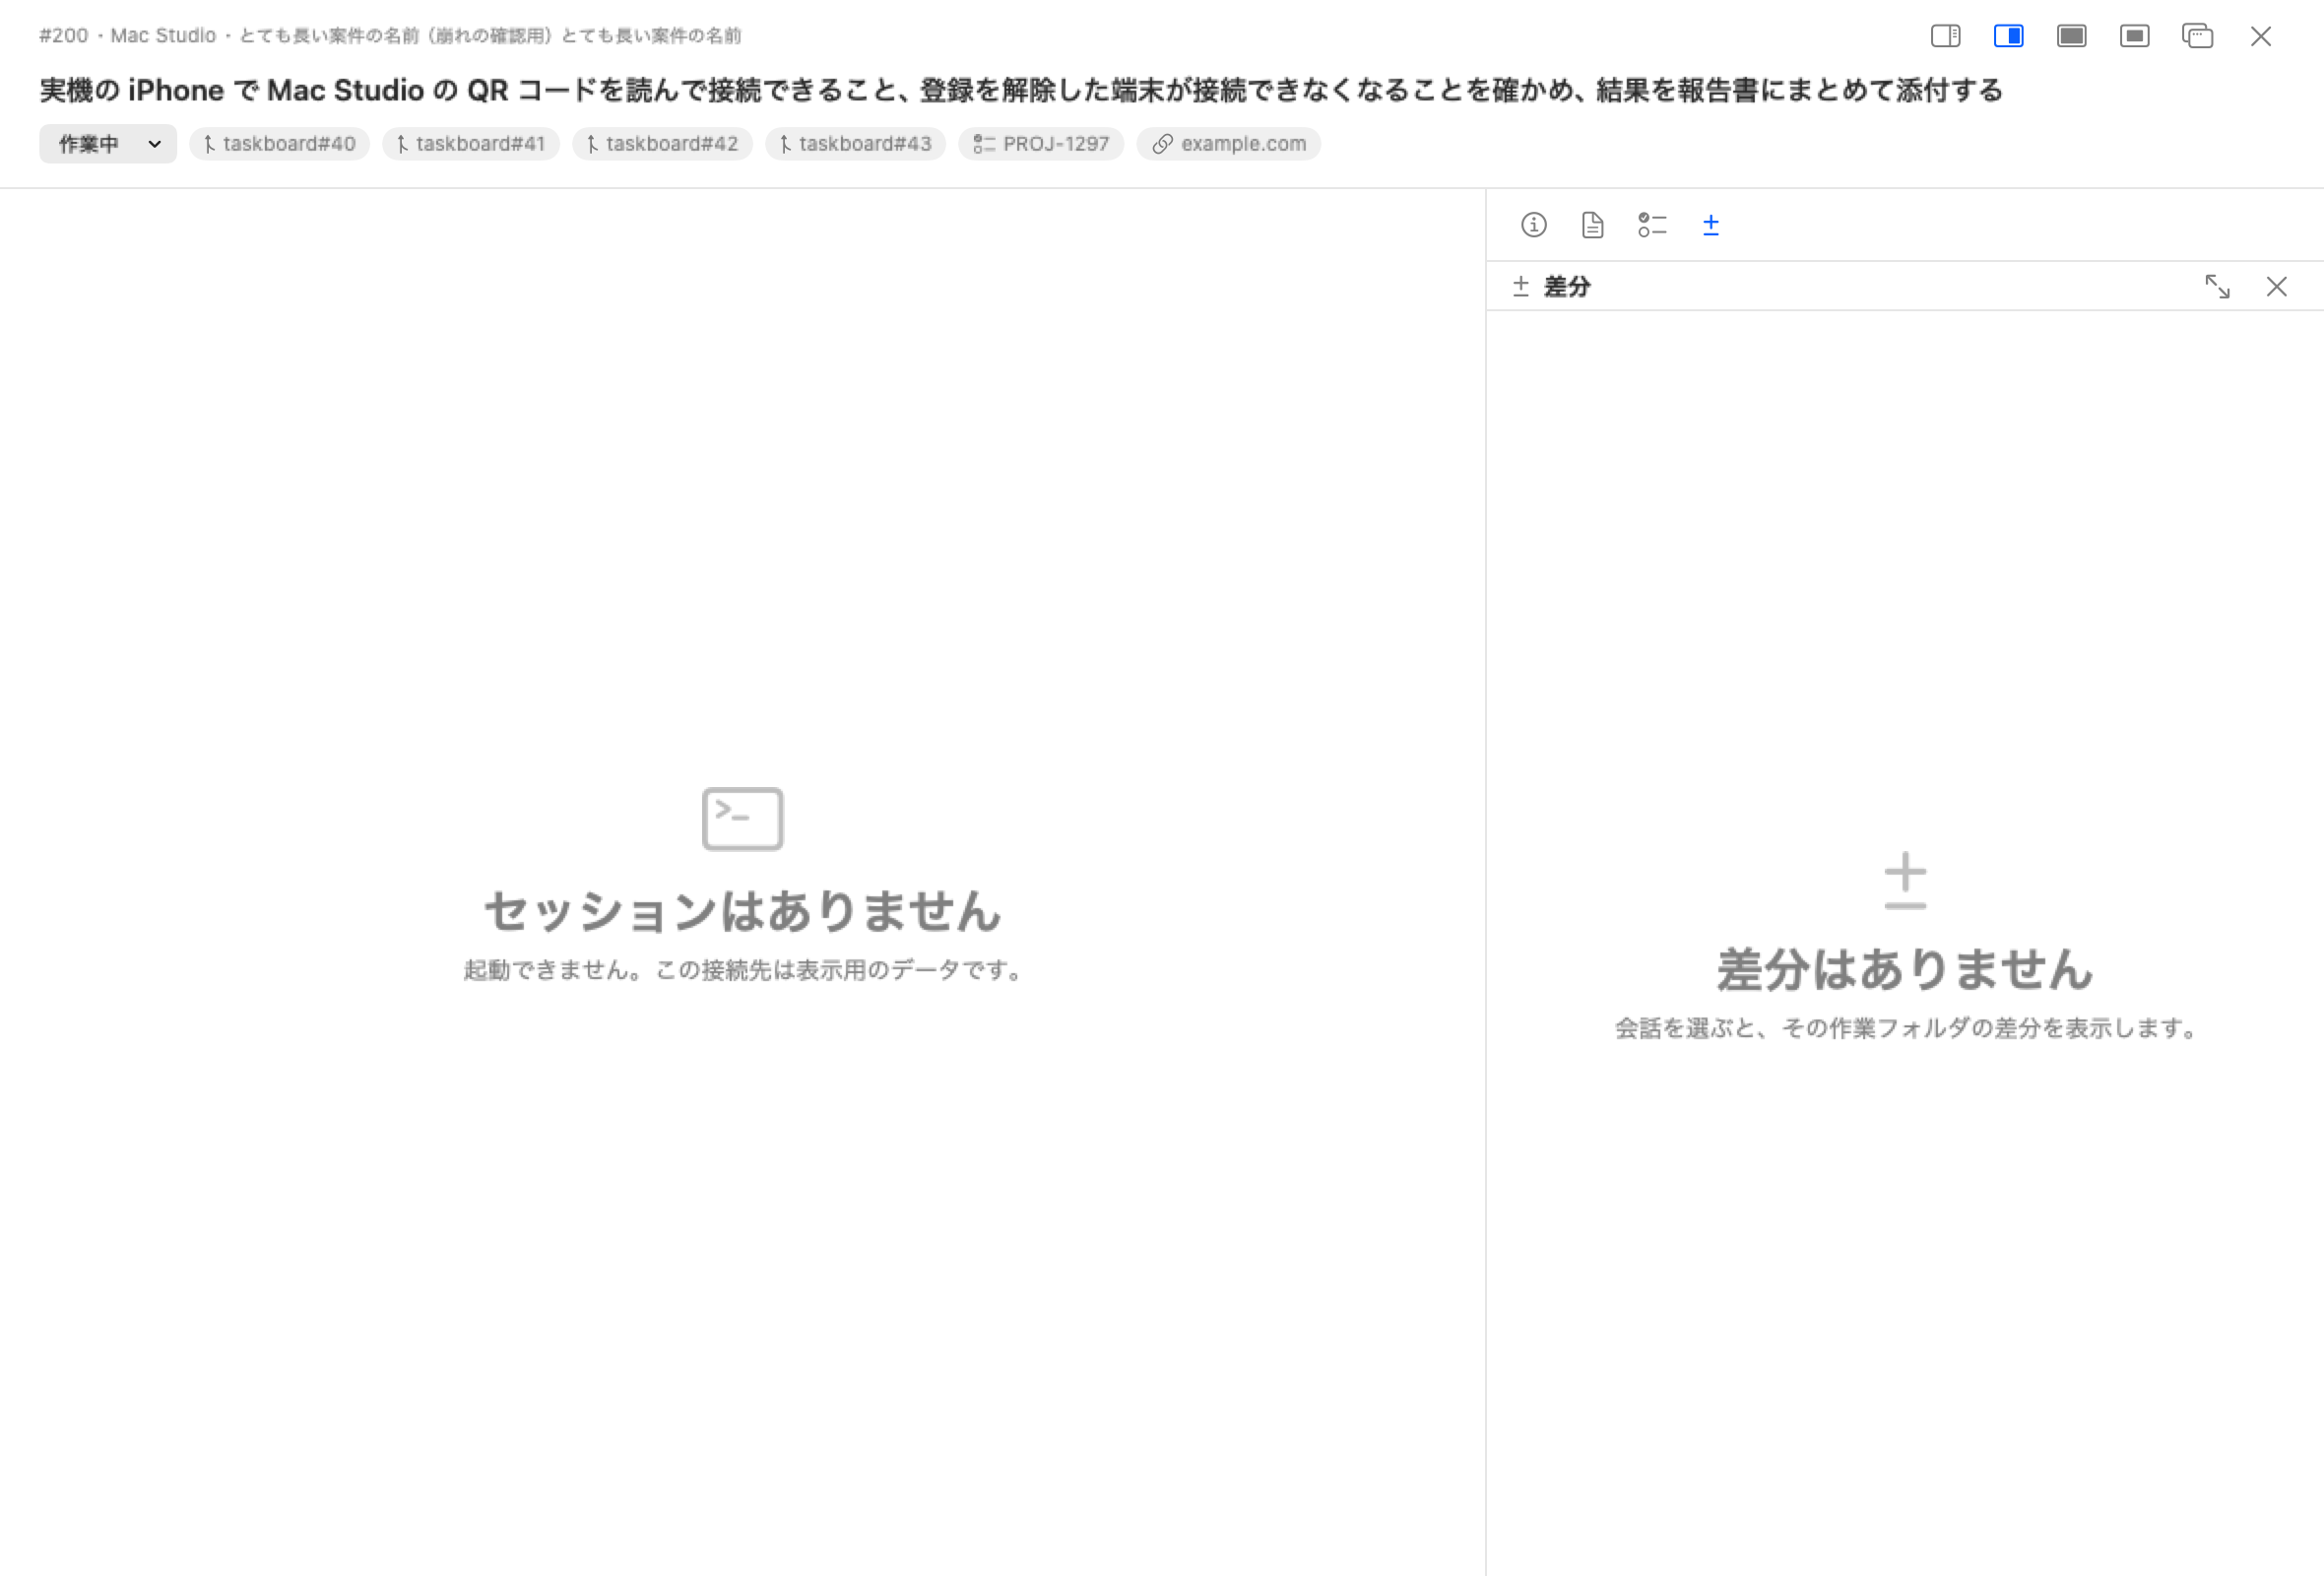 #200・Mac Studio・とても長い案件の名前（崩れの確認用）とても長い案件の名前
実機の iPhone で Mac Studio の QR コードを読んで接続できること、登録を解除した端末が接続できなくなることを確かめ、結果を報告書にまとめて添付する
作業中 taskboard#40 taskboard#41 taskboard#42 taskboard#43 PROJ-1297 example.com
差分
セッションはありません
起動できません。この接続先は表示用のデータです。
差分はありません
会話を選ぶと、その作業フォルダの差分を表示します。